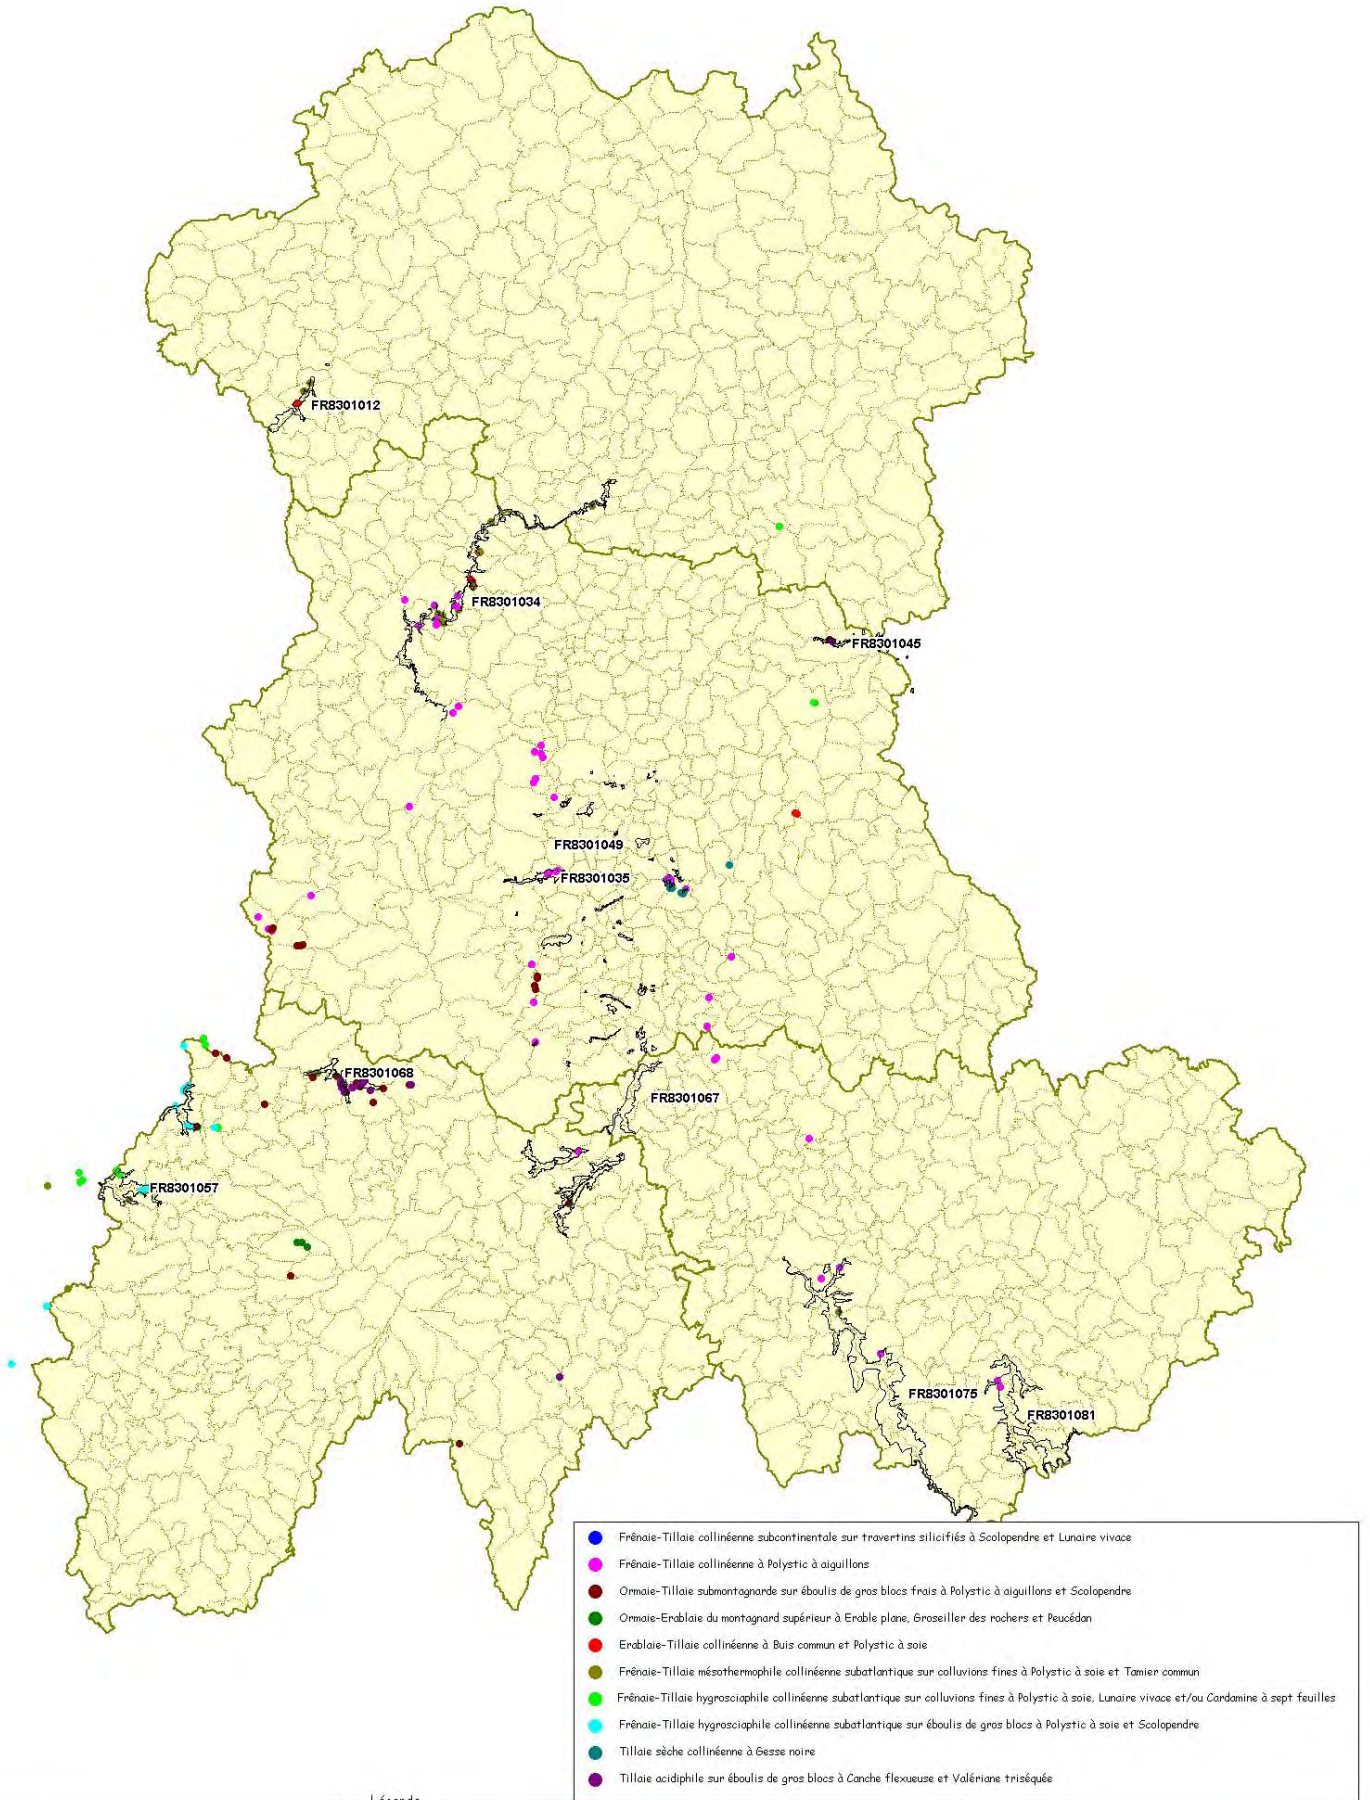 FR8301012
FR8301034
FR8301045
FR8301049
FR8301035
FR8301068
FR8301067
FR8301057
FR8301075
FR8301081
Frênaie-Tillaie collinéenne subcontinentale sur travertins silicifiés à Scolopendre et Lunaire vivace
Frênaie-Tillaie collinéenne à Polystic à aiguillons
Ormaie-Tillaie submontagnarde sur éboulis de gros blocs frais à Polystic à aiguillons et Scolopendre
Ormaie-Erablaie du montagnard supérieur à Erable plane, Groseiller des rochers et Peucédan
Erablaie-Tillaie collinéenne à Buis commun et Polystic à soie
Frênaie-Tillaie mésothermophile collinéenne subatlantique sur colluvions fines à Polystic à soie et Tamier commun
Frênaie-Tillaie hygrosciaphile collinéenne subatlantique sur colluvions fines à Polystic à soie, Lunaire vivace et/ou Cardamine à sept feuilles
Frênaie-Tillaie hygrosciaphile collinéenne subatlantique sur éboulis de gros blocs à Polystic à soie et Scolopendre
Tillaie sèche collinéenne à Gesse noire
Tillaie acidiphile sur éboulis de gros blocs à Canche flexueuse et Valériane triséquée